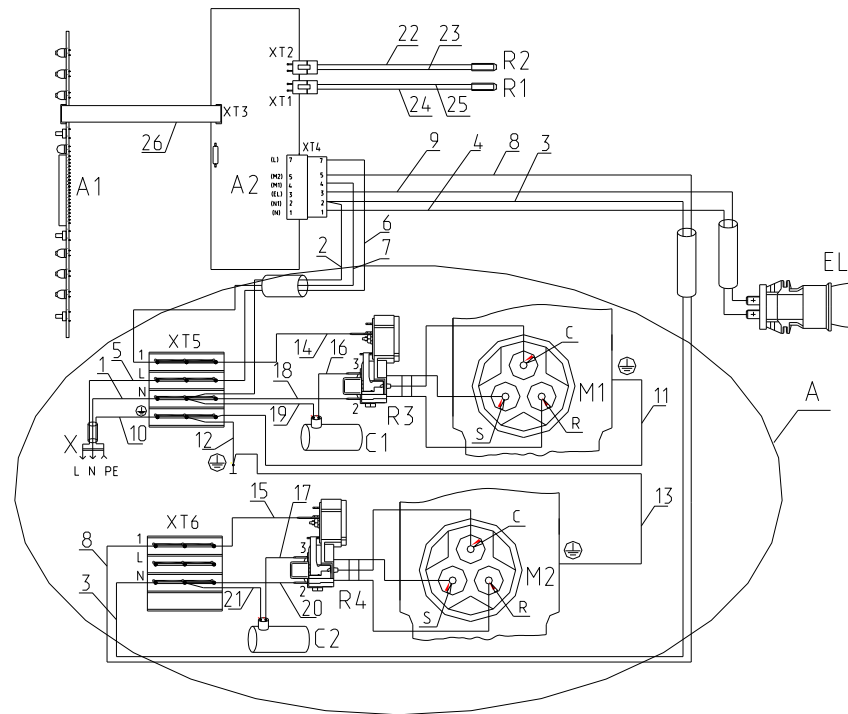 22 23
XT2
R2
XT1
R1
24 25
XT3
26
XT4
9 4 8 3
A1
A2
(L) 7 7
(M2) 5 5
(M1) 4 4
(EL) 3 3
(N1) 2 2
(N) 1 1
6
2 7
EL
XT5
1
14 16
C
5 L
1 N
18
3
M1
19
2
R3
S R
11
A
X
10
12
C1
L N PE
13
15 17
XT6
8 1
C
L
3
3 N
M2
21 20
2
R4
S R
C2